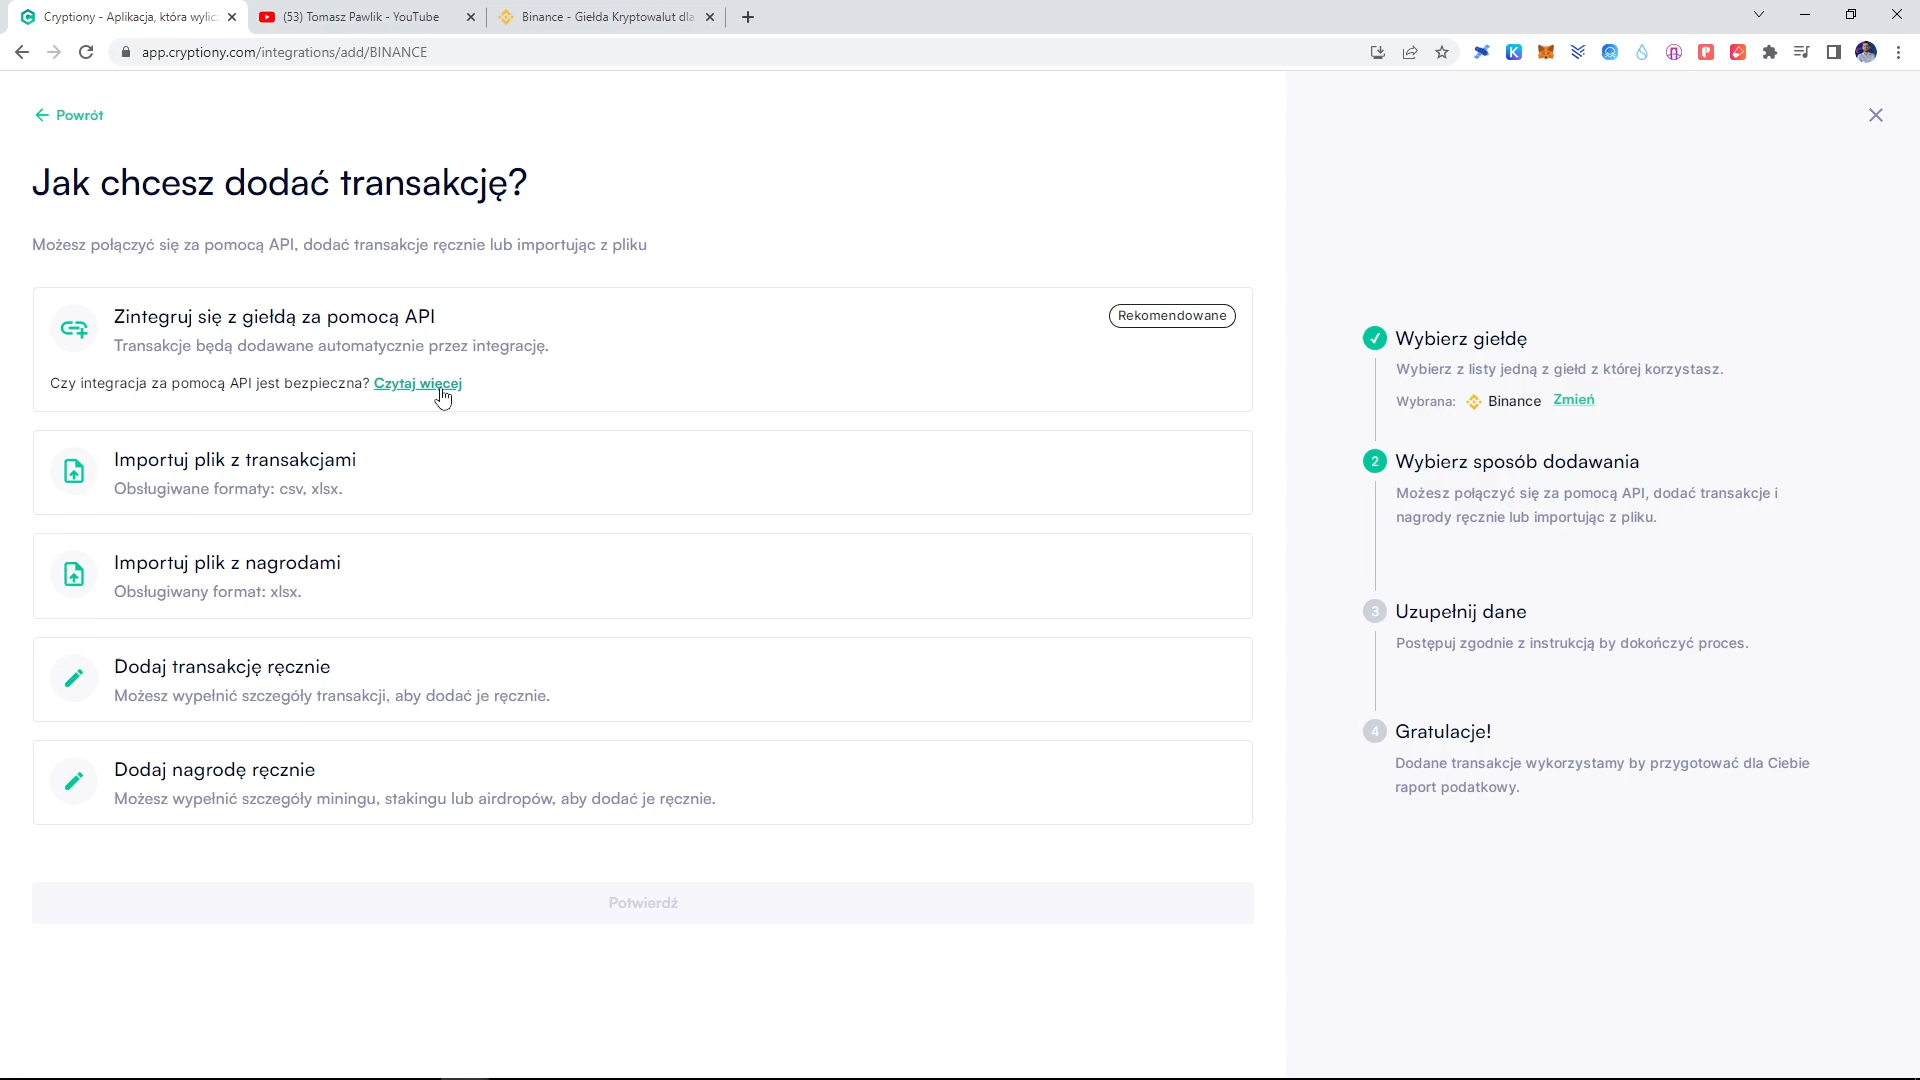 Cryptiony - Aplikacja, która wylic
(53) Tomasz Pawlik - YouTube
Binance - Giełda Kryptowalut dla
app.cryptiony.com/integrations/add/BINANCE
Powrót
Jak chcesz dodać transakcję?
Możesz połączyć się za pomocą API, dodać transakcje ręcznie lub importując z pliku
Zintegruj się z giełdą za pomocą API
Rekomendowane
Transakcje będą dodawane automatycznie przez integrację.
Czy integracja za pomocą API jest bezpieczna? Czytaj więcej
Importuj plik z transakcjami
Obsługiwane formaty: csv, xlsx.
Importuj plik z nagrodami
Obsługiwany format: xlsx.
Dodaj transakcję ręcznie
Możesz wypełnić szczegóły transakcji, aby dodać je ręcznie.
Dodaj nagrodę ręcznie
Możesz wypełnić szczegóły miningu, stakingu lub airdropów, aby dodać je ręcznie.
Potwierdź
Wybierz giełdę
Wybierz z listy jedną z giełd z której korzystasz.
Wybrana: Binance Zmień
2 Wybierz sposób dodawania
Możesz połączyć się za pomocą API, dodać transakcje i
nagrody ręcznie lub importując z pliku.
3 Uzupełnij dane
Postępuj zgodnie z instrukcją by dokończyć proces.
4 Gratulacje!
Dodane transakcje wykorzystamy by przygotować dla Ciebie
raport podatkowy.